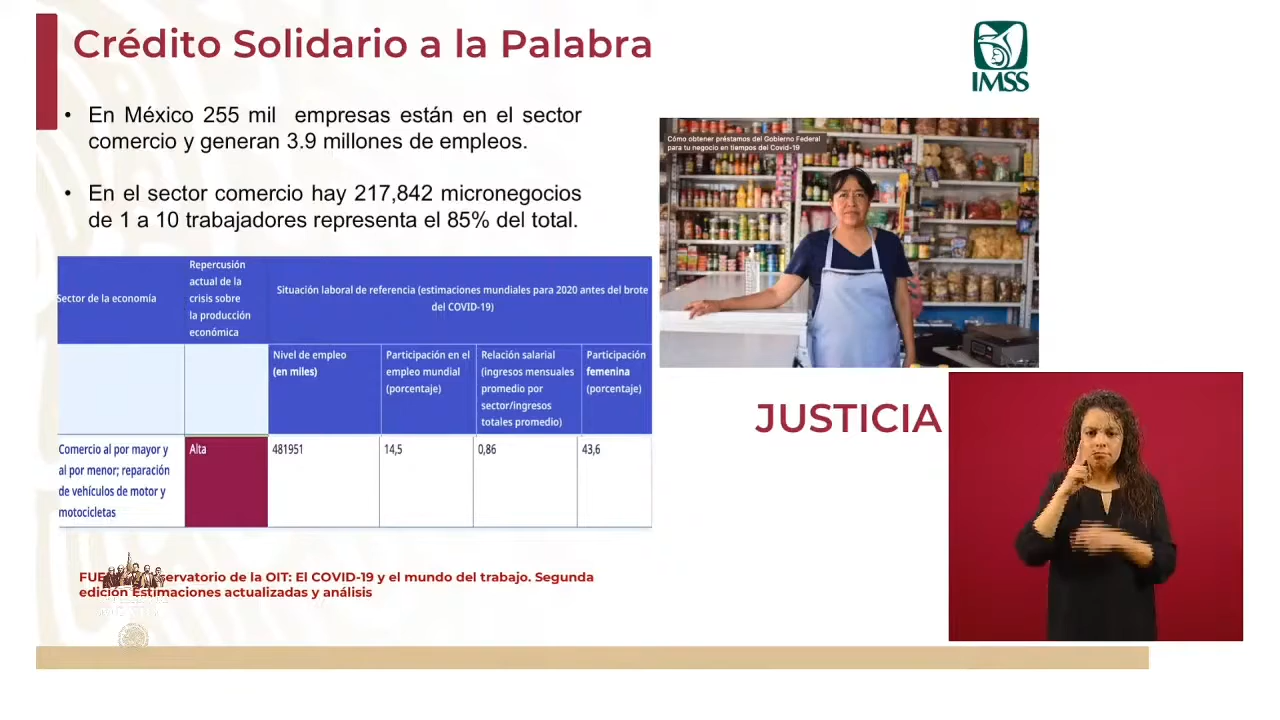 Crédito Solidario a la Palabra
IMSS
• En México 255 mil empresas están en el sector
comercio y generan 3.9 millones de empleos.
• En el sector comercio hay 217,842 micronegocios
de 1 a 10 trabajadores representa el 85% del total.
Cómo obtener préstamos del Gobierno Federal
para tu negocio en tiempos del Covid-19
Sector de la economía
Repercusión
actual de la
crisis sobre
la producción
económica
Situación laboral de referencia (estimaciones mundiales para 2020 antes del brote
del COVID-19)
Nivel de empleo
(en miles)
Participación en el
empleo mundial
(porcentaje)
Relación salarial
(ingresos mensuales
promedio por
sector/ingresos
totales promedio)
Participación
femenina
(porcentaje)
Comercio al por mayor y
al por menor; reparación
de vehículos de motor y
motocicletas
Alta
481951
14,5
0,86
43,6
JUSTICIA
de la OIT: El COVID-19 y el mundo del trabajo. Segunda
edición Estimaciones actualizadas y análisis